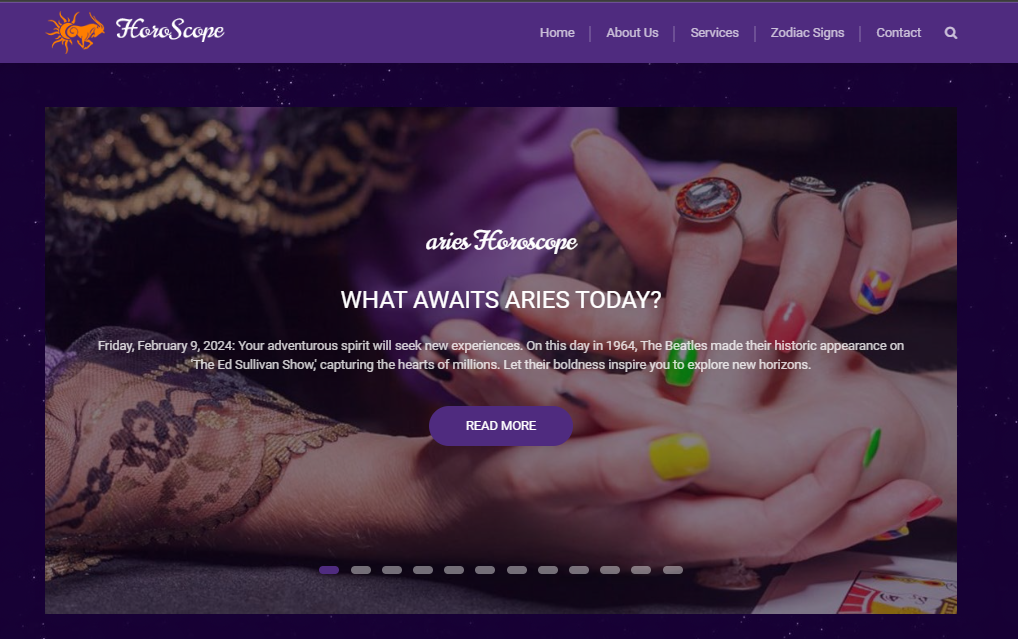 HoroScope
Home
About Us
Services
Zodiac Signs
Contact
aries Horoscope
WHAT AWAITS ARIES TODAY?
Friday, February 9, 2024: Your adventurous spirit will seek new experiences. On this day in 1964, The Beatles made their historic appearance on
'The Ed Sullivan Show,' capturing the hearts of millions. Let their boldness inspire you to explore new horizons.
READ MORE